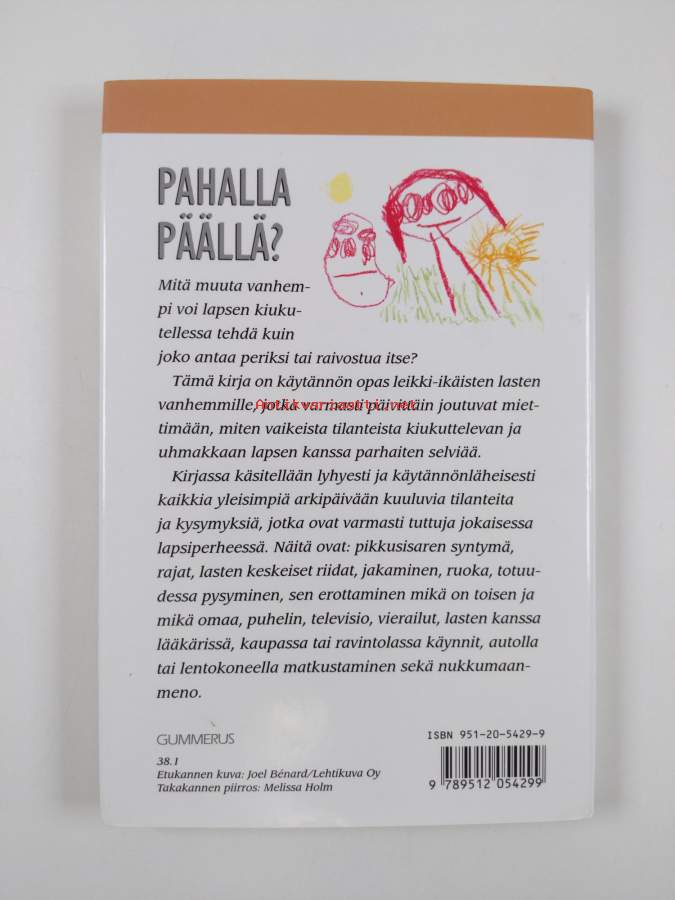 PAHALLA
PÄÄLLÄ?
Mitä muuta vanhem-
pi voi lapsen kiuku-
tellessa tehdä kuin
joko antaa periksi tai raivostua itse?
Tämä kirja on käytännön opas leikki-ikäisten lasten
vanhemmille, jotka varmasti päivittäin joutuvat miet-
Antikvariaatti.net
timään, miten vaikeista tilanteista kiukuttelevan ja
uhmakkaan lapsen kanssa parhaiten selviää.
Kirjassa käsitellään lyhyesti ja käytännönläheisesti
kaikkia yleisimpiä arkipäivään kuuluvia tilanteita
ja kysymyksiä, jotka ovat varmasti tuttuja jokaisessa
lapsiperheessä. Näitä ovat: pikkusisaren syntymä,
rajat, lasten keskeiset riidat, jakaminen, ruoka, totuu-
dessa pysyminen, sen erottaminen mikä on toisen ja
mikä omaa, puhelin, televisio, vierailut, lasten kanssa
lääkärissä, kaupassa tai ravintolassa käynnit, autolla
tai lentokoneella matkustaminen sekä nukkumaan-
meno.
GUMMERUS
38.1
Etukannen kuva: Joel Bénard/Lehtikuva Oy
Takakannen piirros: Melissa Holm
ISBN 951-20-5429-9
9 789512 054299